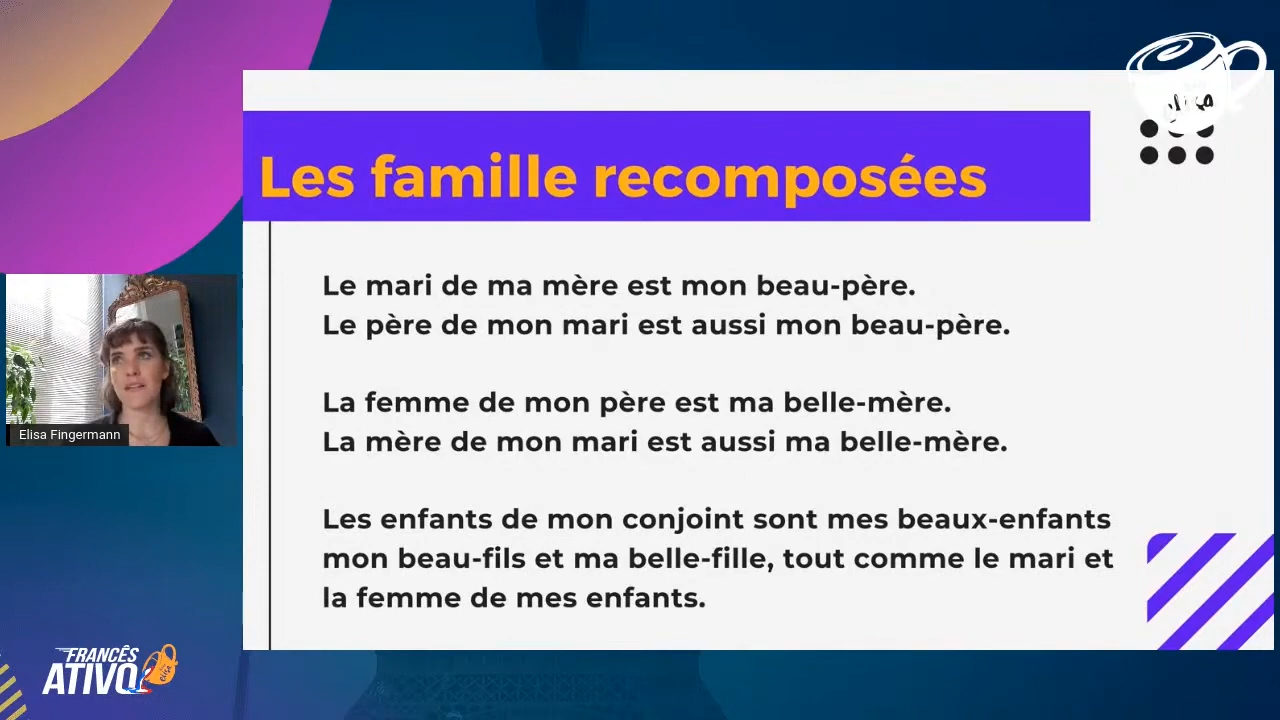 Les famille recomposées
Le mari de ma mère est mon beau-père.
Le père de mon mari est aussi mon beau-père.
La femme de mon père est ma belle-mère.
La mère de mon mari est aussi ma belle-mère.
Les enfants de mon conjoint sont mes beaux-enfants
mon beau-fils et ma belle-fille, tout comme le mari et
la femme de mes enfants.
Elisa Fingermann
FRANCÊS
ATIVO